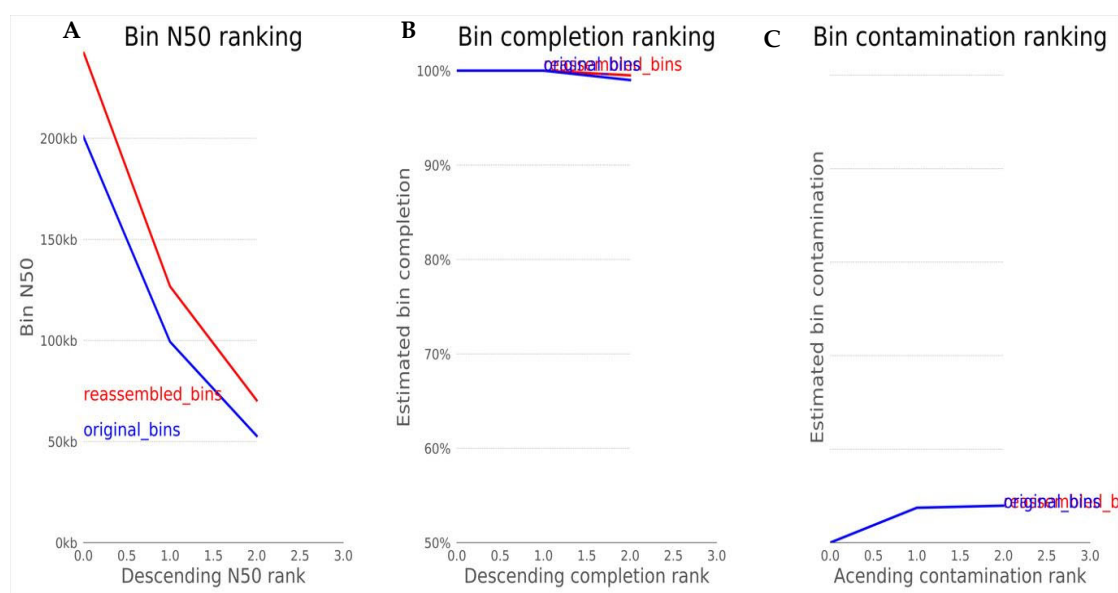 A
Bin N50 ranking
Bin N50
200kb
150kb
100kb
50kb
0kb
reassembled_bins
original_bins
0.0 0.5 1.0 1.5 2.0 2.5 3.0
Descending N50 rank
B
Bin completion ranking
Estimated bin completion
100%
90%
80%
70%
60%
50%
original_bins
reassembled_bins
0.0 0.5 1.0 1.5 2.0 2.5 3.0
Descending completion rank
C
Bin contamination ranking
Estimated bin contamination
original_bins
reassembled_b
0.0 0.5 1.0 1.5 2.0 2.5 3.0
Acending contamination rank